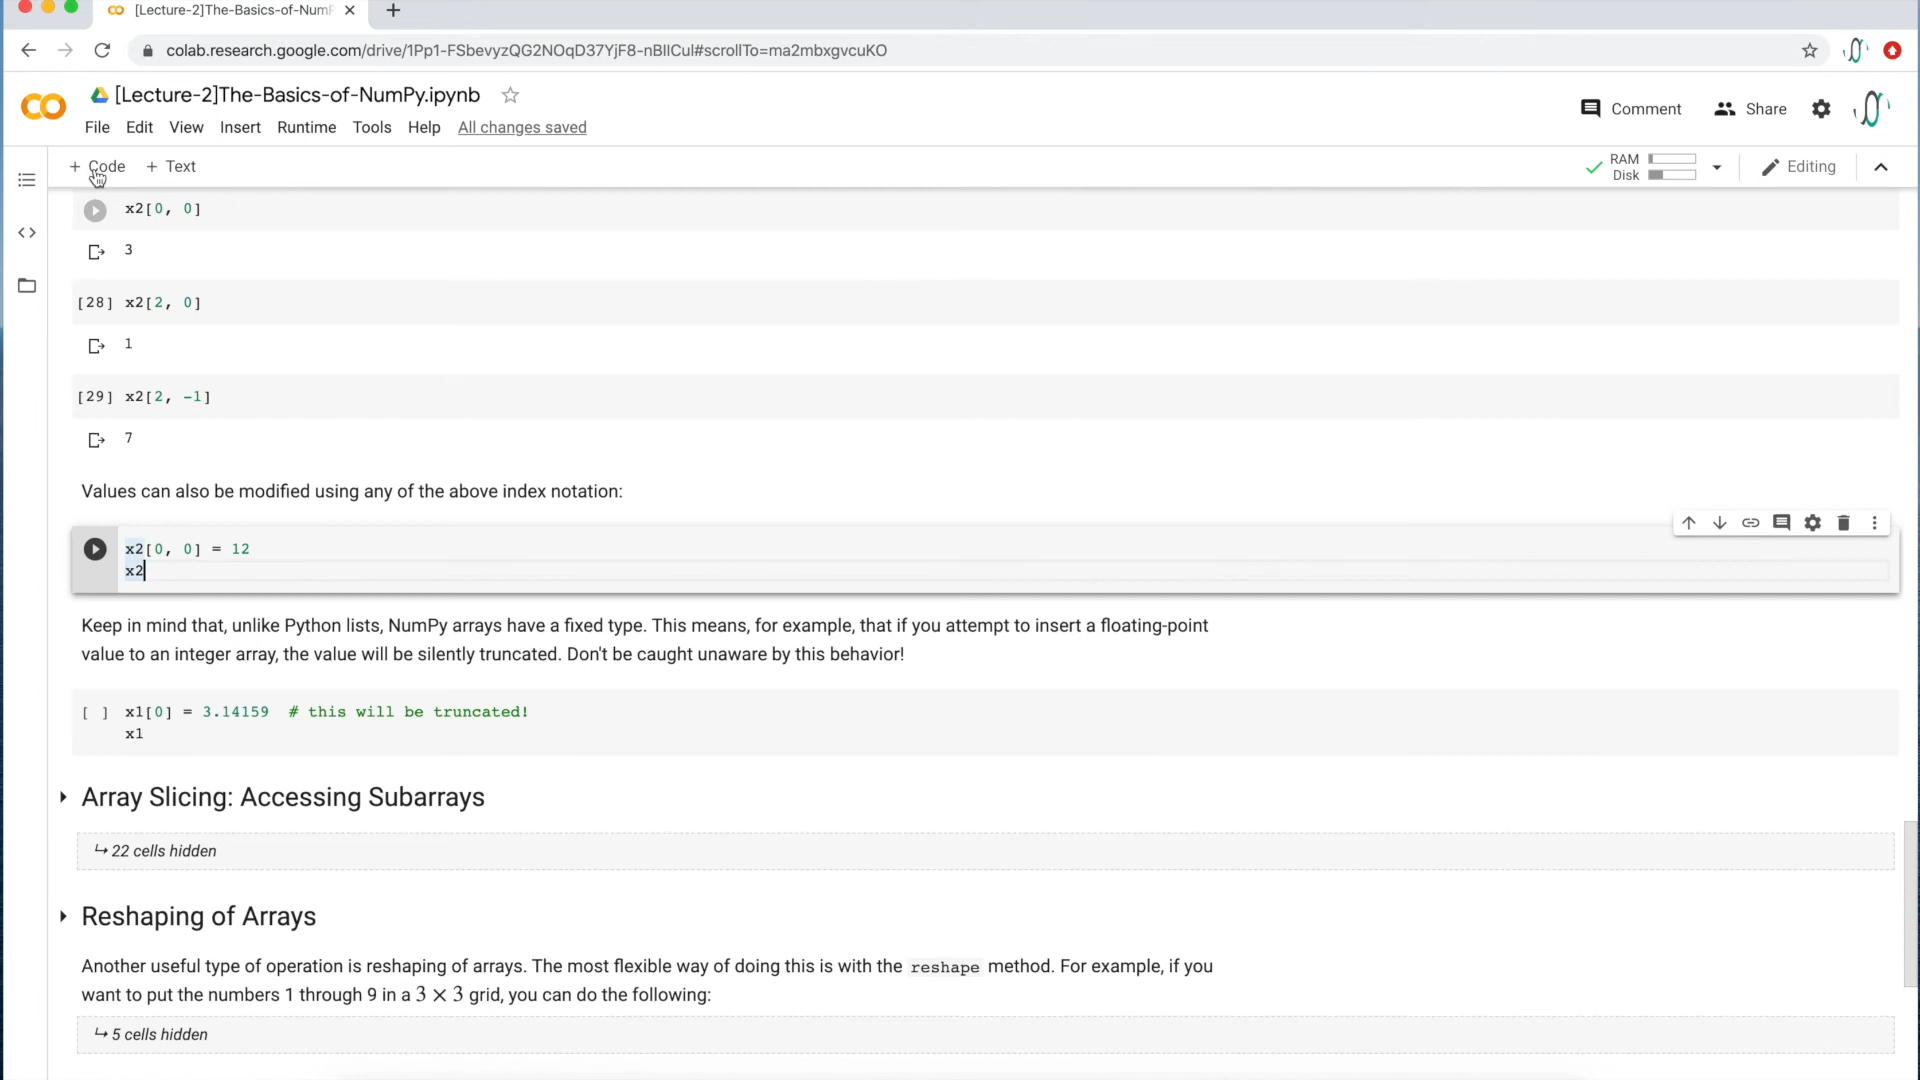 [Lecture-2]The-Basics-of-NumP
colab.research.google.com/drive/1Pp1-FSbevyzQG2NOqD37YjF8-nBIlCul#scrollTo=ma2mbxgvcuKO
[Lecture-2]The-Basics-of-NumPy.ipynb
Comment
Share
File Edit View Insert Runtime Tools Help All changes saved
+ Code + Text
RAM
Disk
Editing
x2[0, 0]
3
[28] x2[2, 0]
1
[29] x2[2, -1]
7
Values can also be modified using any of the above index notation:
x2[0, 0] = 12
x2
Keep in mind that, unlike Python lists, NumPy arrays have a fixed type. This means, for example, that if you attempt to insert a floating-point
value to an integer array, the value will be silently truncated. Don't be caught unaware by this behavior!
[ ] x1[0] = 3.14159 # this will be truncated!
x1
Array Slicing: Accessing Subarrays
22 cells hidden
Reshaping of Arrays
Another useful type of operation is reshaping of arrays. The most flexible way of doing this is with the reshape method. For example, if you
want to put the numbers 1 through 9 in a 3 × 3 grid, you can do the following:
5 cells hidden